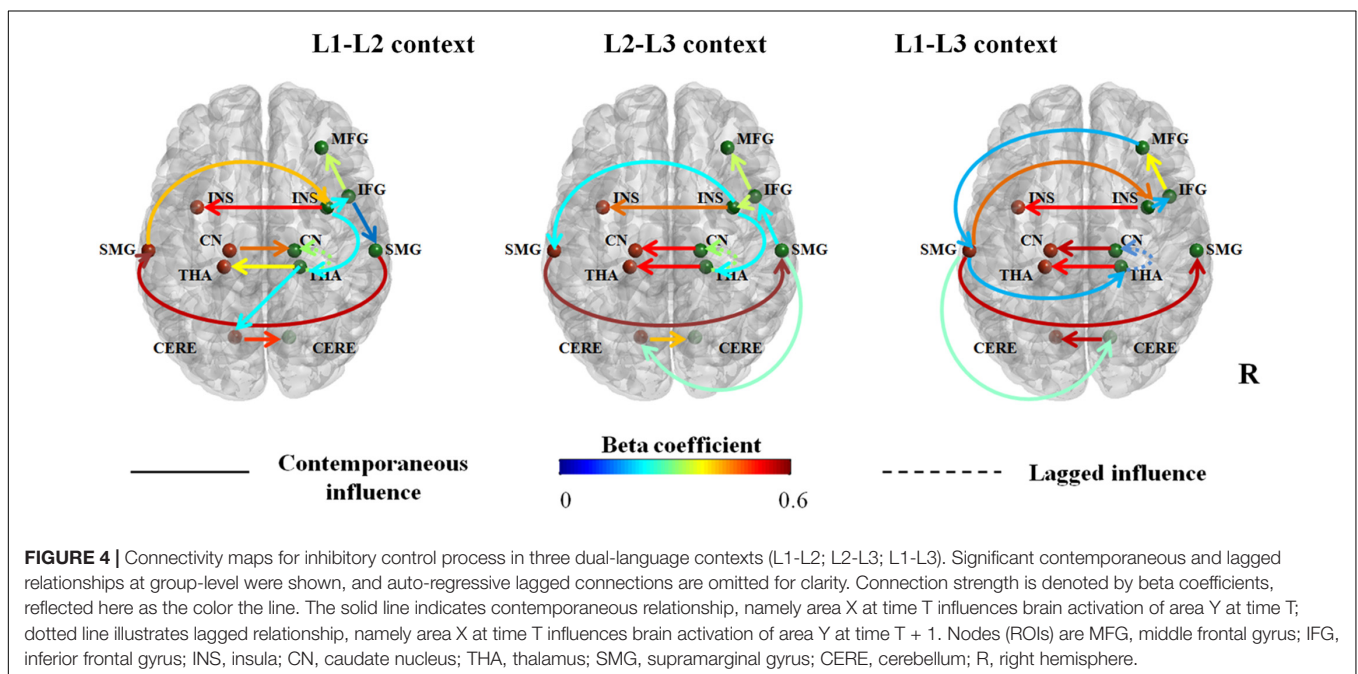 L1-L2 context
L2-L3 context
L1-L3 context
MFG
IFG
INS
INS
SMG
CN
CN
SMG
THA
THA
CERE
CERE
MFG
IFG
INS
INS
SMG
CN
CN
SMG
THA
THA
CERE
CERE
MFG
IFG
INS
INS
SMG
CN
CN
SMG
THA
THA
CERE
CERE
R
Contemporaneous
influence
Beta coefficient
0
0.6
Lagged influence
FIGURE 4 | Connectivity maps for inhibitory control process in three dual-language contexts (L1-L2; L2-L3; L1-L3). Significant contemporaneous and lagged
relationships at group-level were shown, and auto-regressive lagged connections are omitted for clarity. Connection strength is denoted by beta coefficients,
reflected here as the color the line. The solid line indicates contemporaneous relationship, namely area X at time T influences brain activation of area Y at time T;
dotted line illustrates lagged relationship, namely area X at time T influences brain activation of area Y at time T + 1. Nodes (ROIs) are MFG, middle frontal gyrus; IFG,
inferior frontal gyrus; INS, insula; CN, caudate nucleus; THA, thalamus; SMG, supramarginal gyrus; CERE, cerebellum; R, right hemisphere.